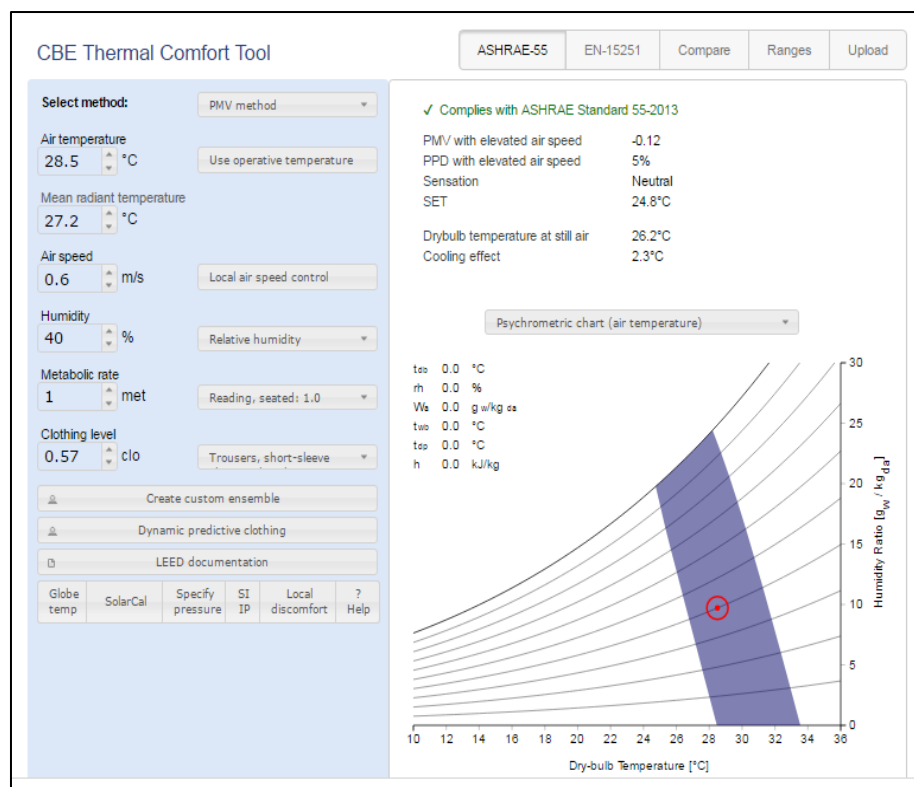 CBE Thermal Comfort Tool
ASHRAE-55 EN-15251 Compare Ranges Upload
Select method: PMV method
Air temperature
28.5 °C Use operative temperature
Mean radiant temperature
27.2 °C
Air speed
0.6 m/s Local air speed control
Humidity
40 % Relative humidity
Metabolic rate
1 met Reading, seated: 1.0
Clothing level
0.57 clo Trousers, short-sleeve
Create custom ensemble
Dynamic predictive clothing
LEED documentation
Globe temp SolarCal Specify pressure SI IP Local discomfort ? Help
✓ Complies with ASHRAE Standard 55-2013
PMV with elevated air speed -0.12
PPD with elevated air speed 5%
Sensation Neutral
SET 24.8°C
Drybulb temperature at still air 26.2°C
Cooling effect 2.3°C
Psychrometric chart (air temperature)
tdb 0.0 °C
rh 0.0 %
Wa 0.0 g w/kg da
twb 0.0 °C
tdp 0.0 °C
h 0.0 kJ/kg
30
25
20
15
10
5
0
Humidity Ratio [gw / kgda]
10 12 14 16 18 20 22 24 26 28 30 32 34 36
Dry-bulb Temperature [°C]